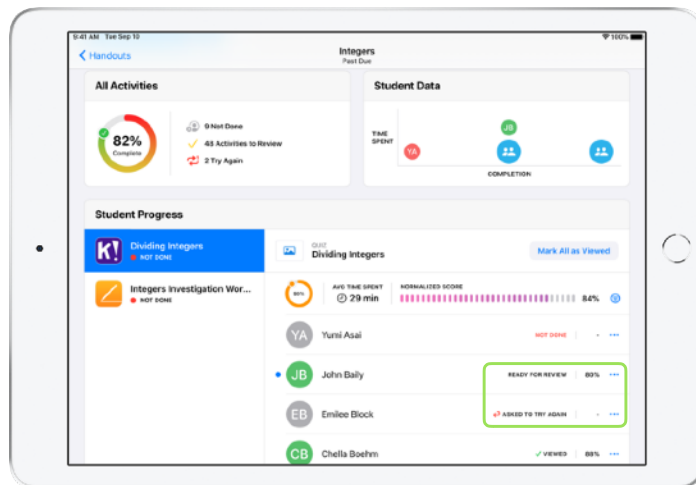 9:41 AM Tue Sep 10
100%
Handouts
Integers
Past Due
All Activities
82%
Complete
9 Not Done
48 Activities to Review
2 Try Again
Student Data
TIME
SPENT
YA
JB
COMPLETION
Student Progress
K!
Dividing Integers
NOT DONE
Integers Investigation Wor...
NOT DONE
QUIZ
Dividing Integers
Mark All as Viewed
AVG TIME SPENT
29 min
NORMALIZED SCORE
84%
YA
Yumi Asai
NOT DONE
-
JB
John Baily
READY FOR REVIEW
80%
EB
Emilee Block
ASKED TO TRY AGAIN
-
CB
Chella Boehm
VIEWED
88%